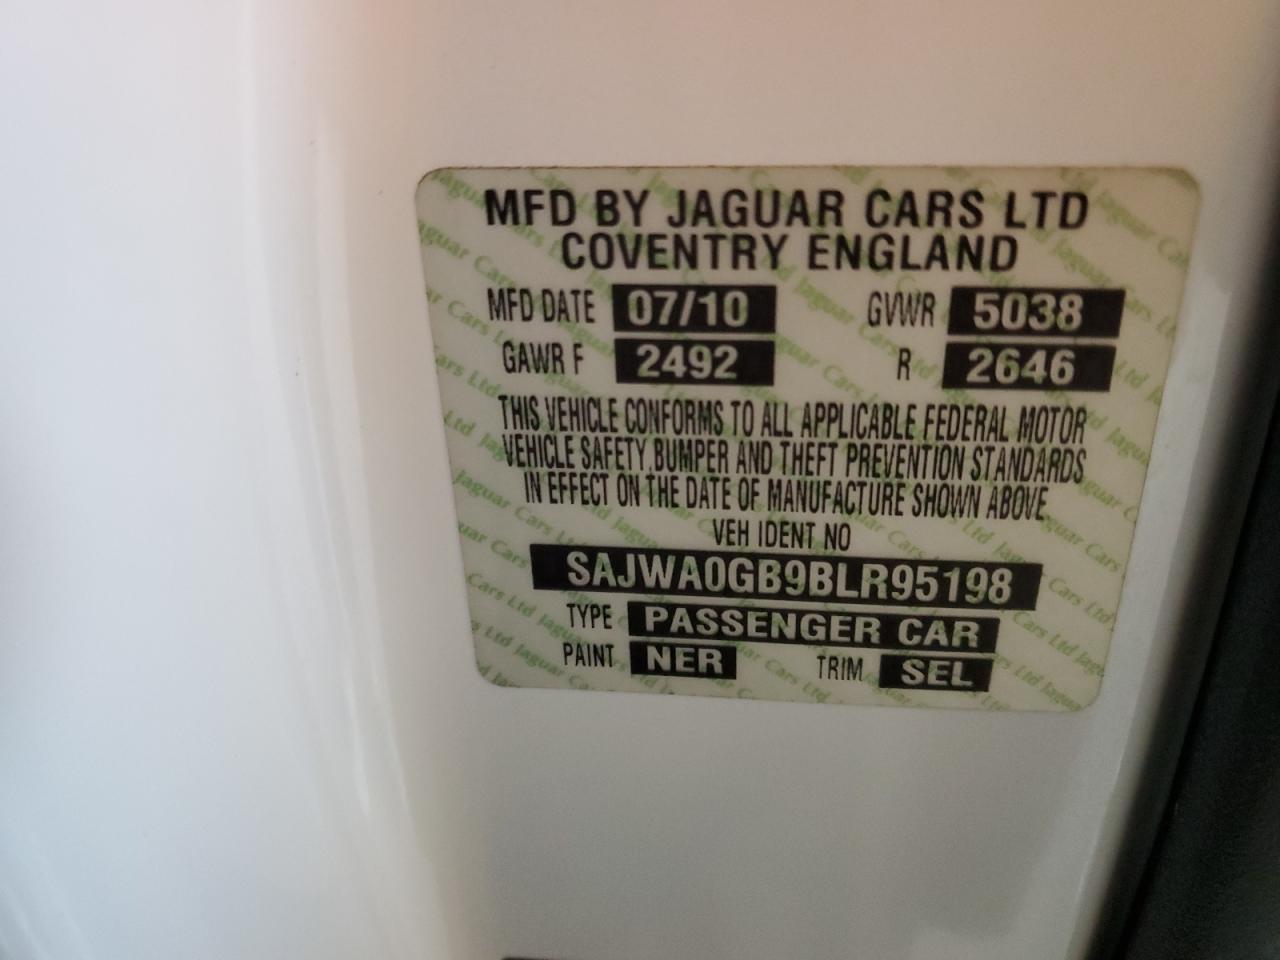 MFD BY JAGUAR CARS LTD
COVENTRY ENGLAND
MFD DATE 07/10 GVWR 5038
GAWR F 2492 R 2646
THIS VEHICLE CONFORMS TO ALL APPLICABLE FEDERAL MOTOR
VEHICLE SAFETY, BUMPER AND THEFT PREVENTION STANDARDS
IN EFFECT ON THE DATE OF MANUFACTURE SHOWN ABOVE
VEH IDENT NO
SAJWA0GB9BLR95198
TYPE PASSENGER CAR
PAINT NER TRIM SEL